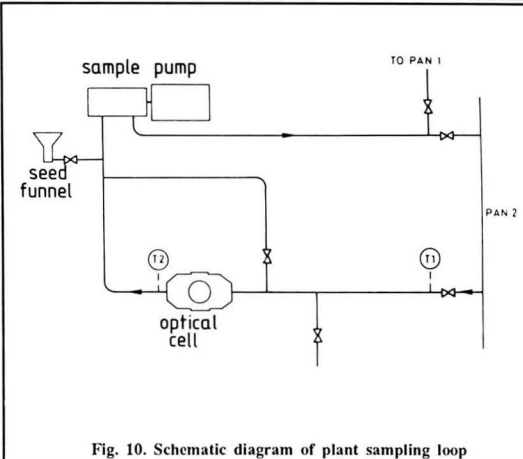 sample pump
TO PAN 1
seed
funnel
PAN 2
T2
T1
optical
cell
Fig. 10. Schematic diagram of plant sampling loop